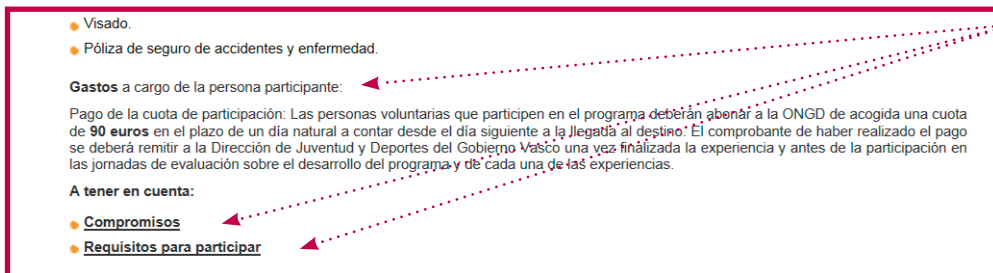 Visado.
Póliza de seguro de accidentes y enfermedad.
Gastos a cargo de la persona participante:
Pago de la cuota de participación: Las personas voluntarias que participen en el programa deberán abonar a la ONGD de acogida una cuota
de 90 euros en el plazo de un día natural a contar desde el día siguiente a la llegada al destino. El comprobante de haber realizado el pago
se deberá remitir a la Dirección de Juventud y Deportes del Gobierno Vasco una vez finalizada la experiencia y antes de la participación en
las jornadas de evaluación sobre el desarrollo del programa y de cada una de las experiencias.
A tener en cuenta:
Compromisos
Requisitos para participar